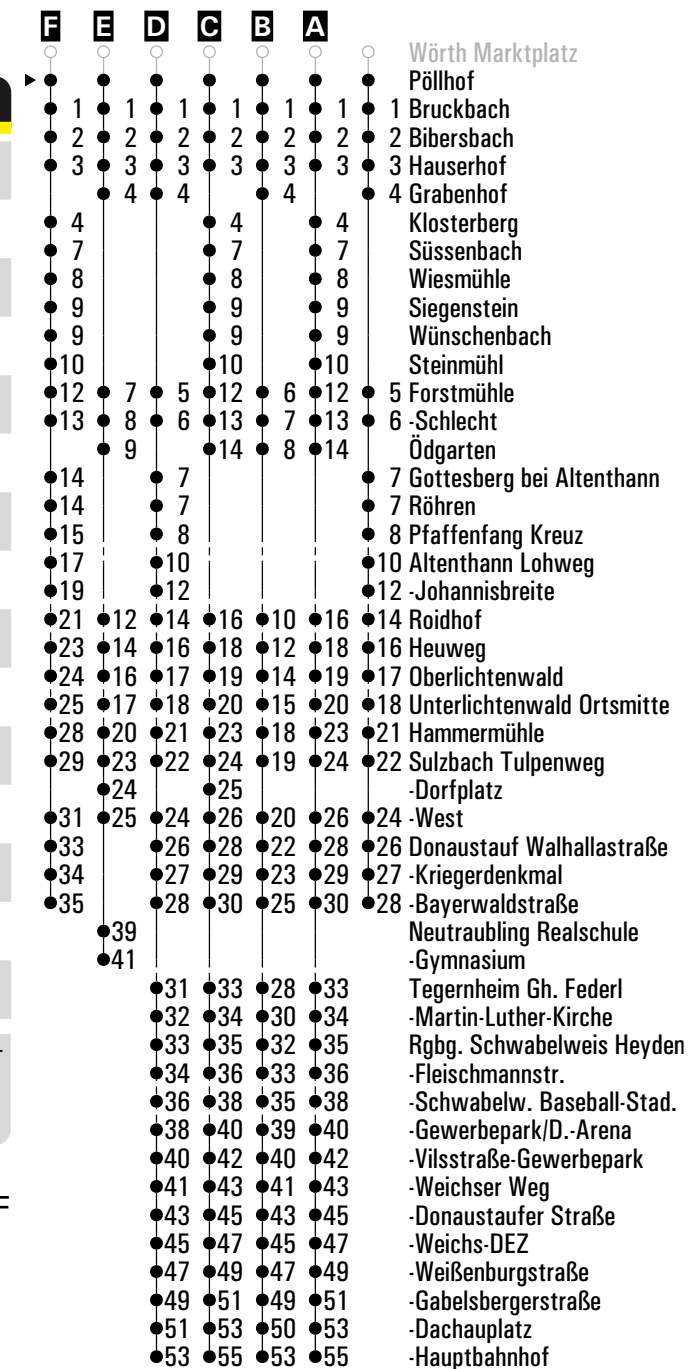 F E D C B A
Wörth Marktplatz
Pöllhof
1 1 1 1 1 1 1 Bruckbach
2 2 2 2 2 2 2 Bibersbach
3 3 3 3 3 3 3 Hauserhof
4 4 4 4 Grabenhof
4 4 4 Klosterberg
7 7 7 Süssenbach
8 8 8 Wiesmühle
9 9 9 Siegenstein
9 9 9 Wünschenbach
10 10 10 Steinmühl
12 7 5 12 6 12 5 Forstmühle
13 8 6 13 7 13 6 -Schlecht
9 14 8 14 Ödgarten
14 7 7 Gottesberg bei Altenthann
14 7 7 Röhren
15 8 8 Pfaffenfang Kreuz
17 10 10 Altenthann Lohweg
19 12 12 -Johannisbreite
21 12 14 16 10 16 14 Roidhof
23 14 16 18 12 18 16 Heuweg
24 16 17 19 14 19 17 Oberlichtenwald
25 17 18 20 15 20 18 Unterlichtenwald Ortsmitte
28 20 21 23 18 23 21 Hammermühle
29 23 22 24 19 24 22 Sulzbach Tulpenweg
24 25 -Dorfplatz
31 25 24 26 20 26 24 -West
33 26 28 22 28 26 Donaustauf Walhallastraße
34 27 29 23 29 27 -Kriegerdenkmal
35 28 30 25 30 28 -Bayerwaldstraße
39 Neutraubling Realschule
41 -Gymnasium
31 33 28 33 Tegernheim Gh. Federl
32 34 30 34 -Martin-Luther-Kirche
33 35 32 35 Rgbg. Schwabelweis Heyden
34 36 33 36 -Fleischmannstr.
36 38 35 38 -Schwabelw. Baseball-Stad.
38 40 39 40 -Gewerbepark/D.-Arena
40 42 40 42 -Vilsstraße-Gewerbepark
41 43 41 43 -Weichser Weg
43 45 43 45 -Donaustaufer Straße
45 47 45 47 -Weichs-DEZ
47 49 47 49 -Weißenburgstraße
49 51 49 51 -Gabelsbergerstraße
51 53 50 53 -Dachauplatz
53 55 53 55 -Hauptbahnhof